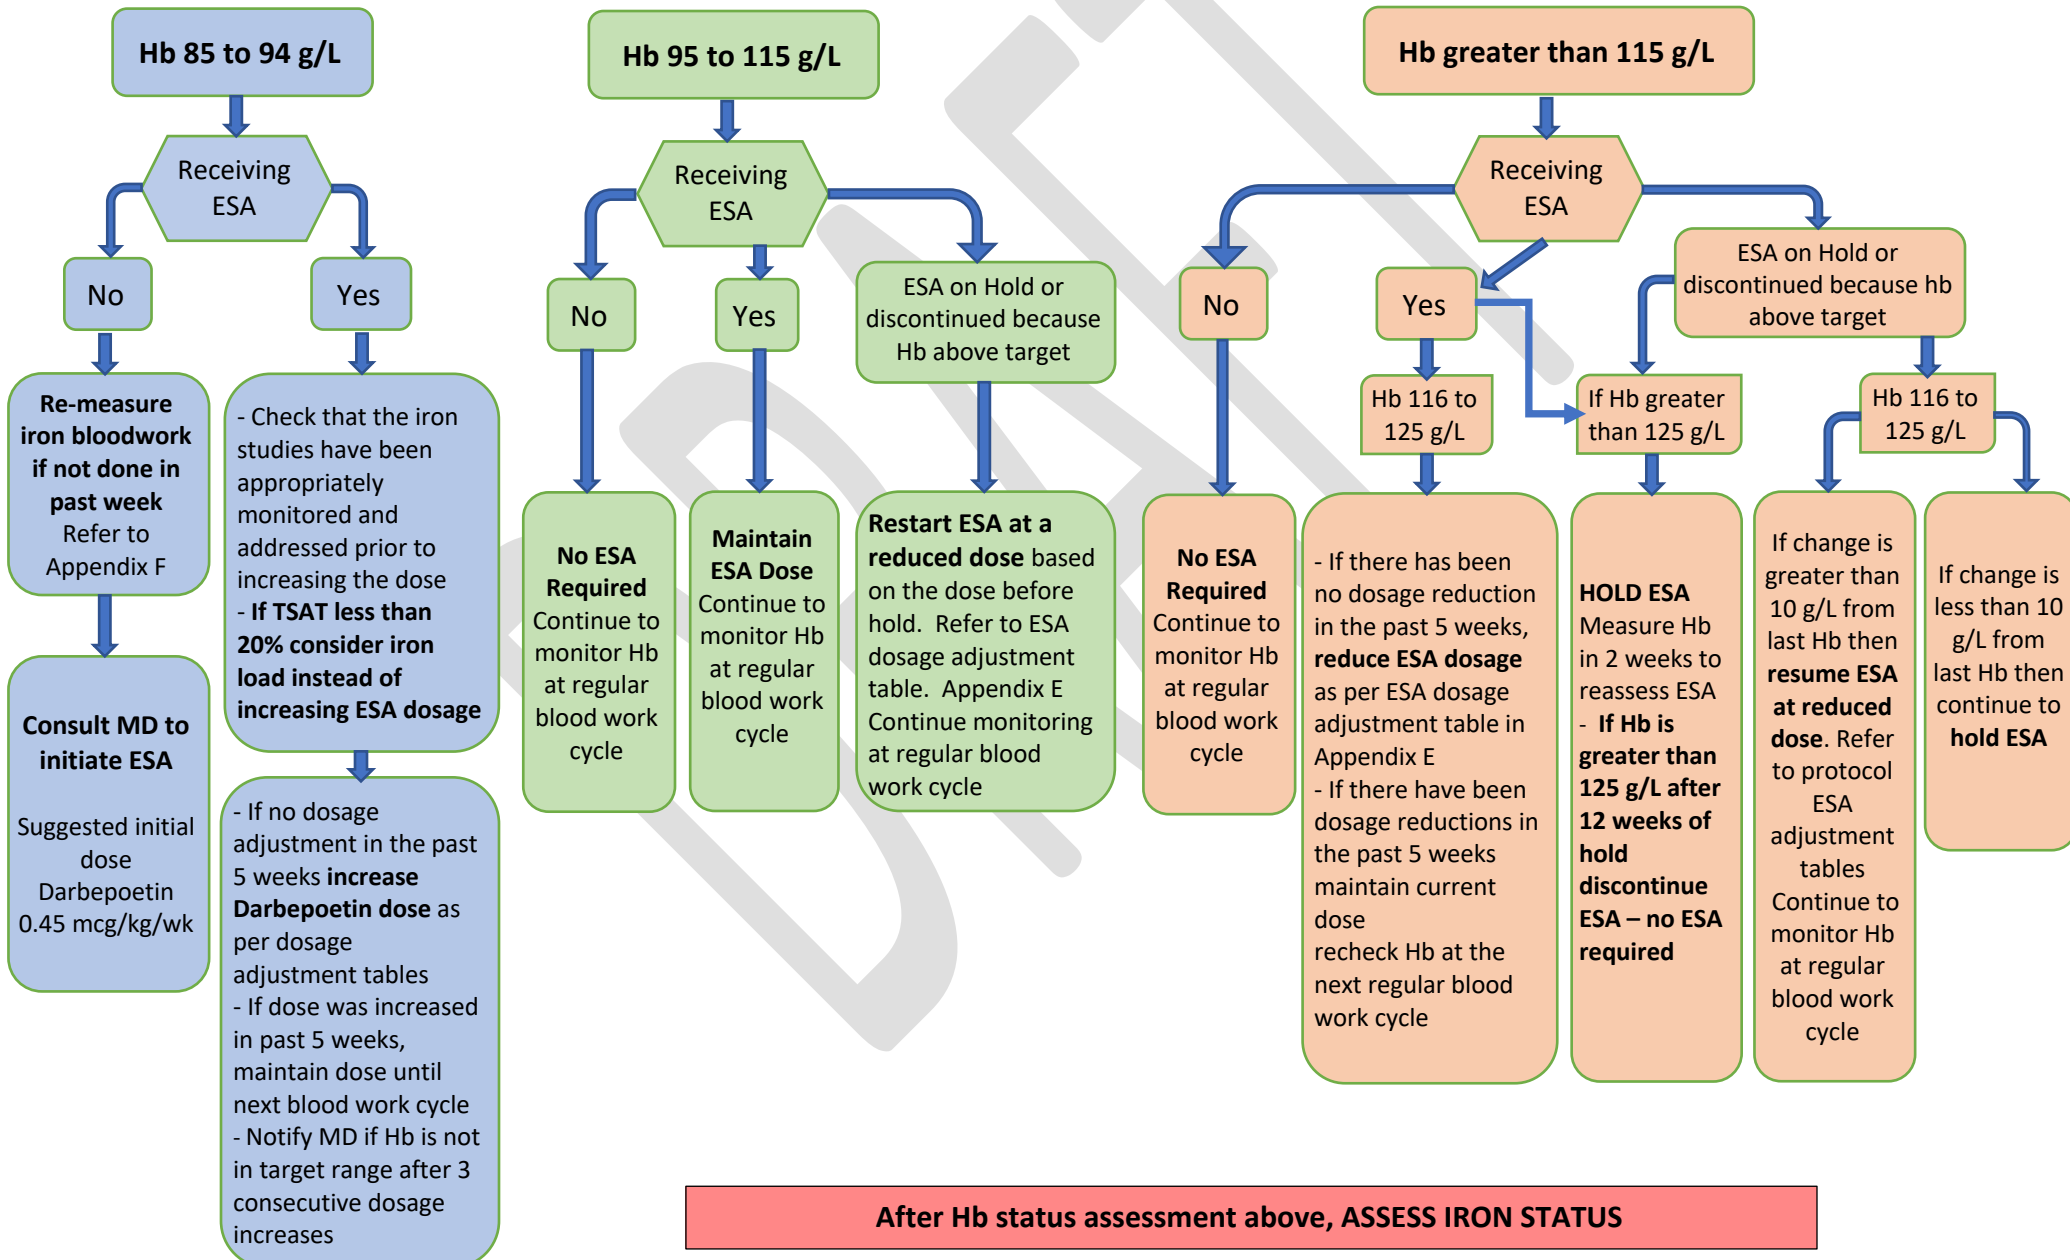 Hb 85 to 94 g/L
Receiving
ESA
No
Yes
Re-measure
iron bloodwork
if not done in
past week
Refer to
Appendix F
Consult MD to
initiate ESA
Suggested initial
dose
Darbepoetin
0.45 mcg/kg/wk
- Check that the iron
studies have been
appropriately
monitored and
addressed prior to
increasing the dose
- If TSAT less than
20% consider iron
load instead of
increasing ESA dosage
- If no dosage
adjustment in the past
5 weeks increase
Darbepoetin dose as
per dosage
adjustment tables
- If dose was increased
in past 5 weeks,
maintain dose until
next blood work cycle
- Notify MD if Hb is not
in target range after 3
consecutive dosage
increases
Hb 95 to 115 g/L
Receiving
ESA
No
Yes
ESA on Hold or
discontinued because
Hb above target
No ESA
Required
Continue to
monitor Hb
at regular
blood work
cycle
Maintain
ESA Dose
Continue to
monitor Hb
at regular
blood work
cycle
Restart ESA at a
reduced dose based
on the dose before
hold. Refer to ESA
dosage adjustment
table. Appendix E
Continue monitoring
at regular blood
work cycle
Hb greater than 115 g/L
Receiving
ESA
No
Yes
ESA on Hold or
discontinued because hb
above target
Hb 116 to
125 g/L
If Hb greater
than 125 g/L
Hb 116 to
125 g/L
No ESA
Required
Continue to
monitor Hb
at regular
blood work
cycle
- If there has been
no dosage reduction
in the past 5 weeks,
reduce ESA dosage
as per ESA dosage
adjustment table in
Appendix E
- If there have been
dosage reductions in
the past 5 weeks
maintain current
dose
recheck Hb at the
next regular blood
work cycle
HOLD ESA
Measure Hb
in 2 weeks to
reassess ESA
- If Hb is
greater than
125 g/L after
12 weeks of
hold
discontinue
ESA – no ESA
required
If change is
greater than
10 g/L from
last Hb then
resume ESA
at reduced
dose. Refer
to protocol
ESA
adjustment
tables
Continue to
monitor Hb
at regular
blood work
cycle
If change is
less than 10
g/L from
last Hb then
continue to
hold ESA
After Hb status assessment above, ASSESS IRON STATUS
DRAFT